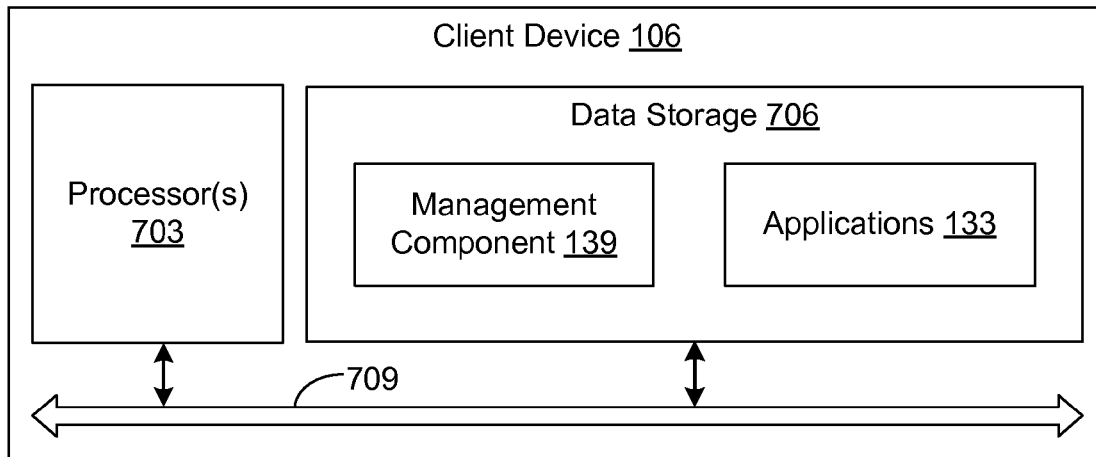 Client Device 106
Processor(s)
703
Data Storage 706
Management
Component 139
Applications 133
709